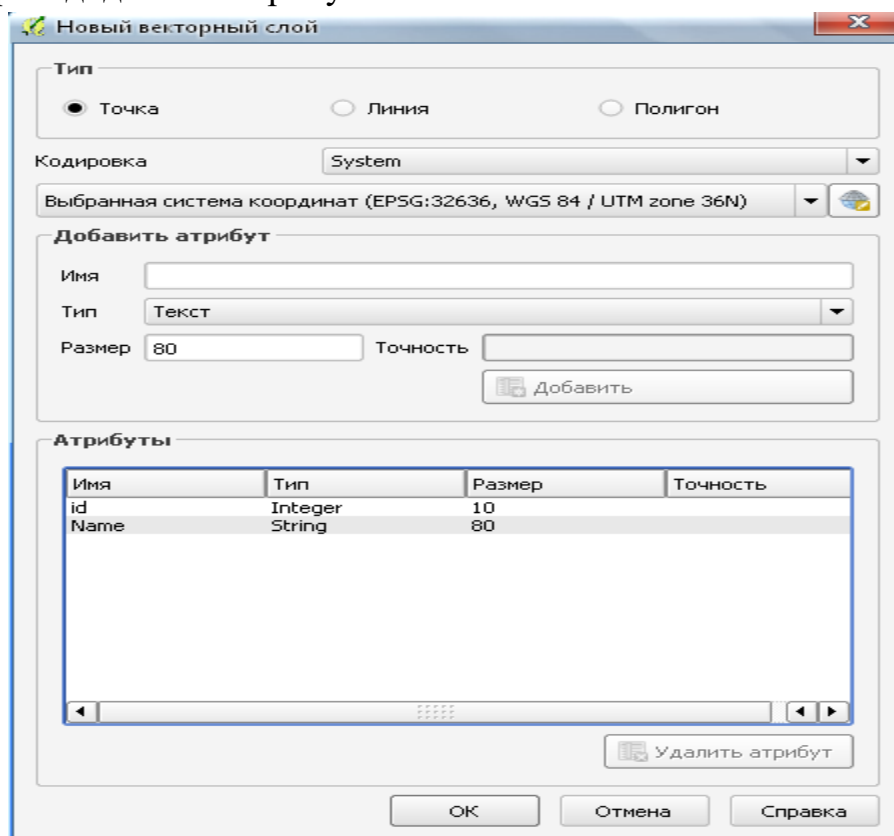 Новый векторный слой
Тип
Точка Линия Полигон
Кодировка System
Выбранная система координат (EPSG:32636, WGS 84 / UTM zone 36N)
Добавить атрибут
Имя
Тип Текст
Размер 80 Точность
Добавить
Атрибуты
Имя Тип Размер Точность
id Integer 10
Name String 80
Удалить атрибут
OK Отмена Справка